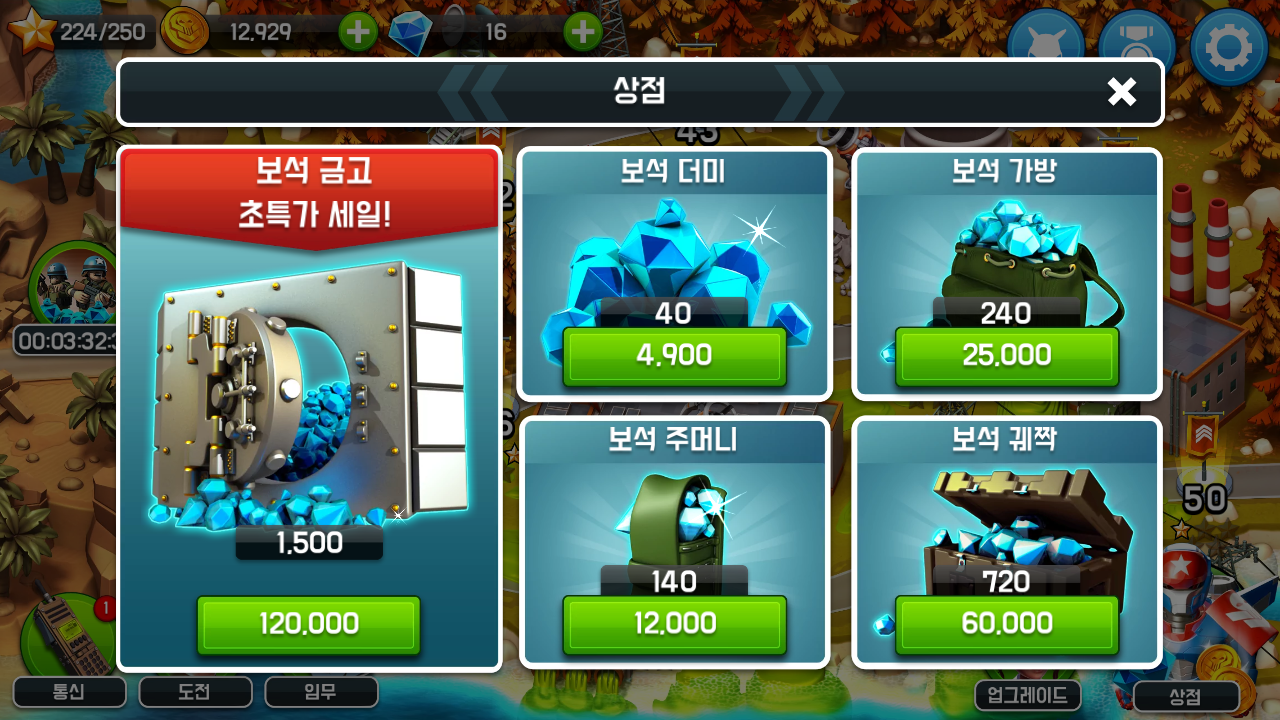 224/250
12,929
16
상점
43
보석 금고
초특가 세일!
1,500
120,000
보석 더미
40
4,900
보석 가방
240
25,000
보석 주머니
140
12,000
보석 궤짝
720
60,000
00:03:32:
50
1
통신
도전
임무
업그레이드
상점